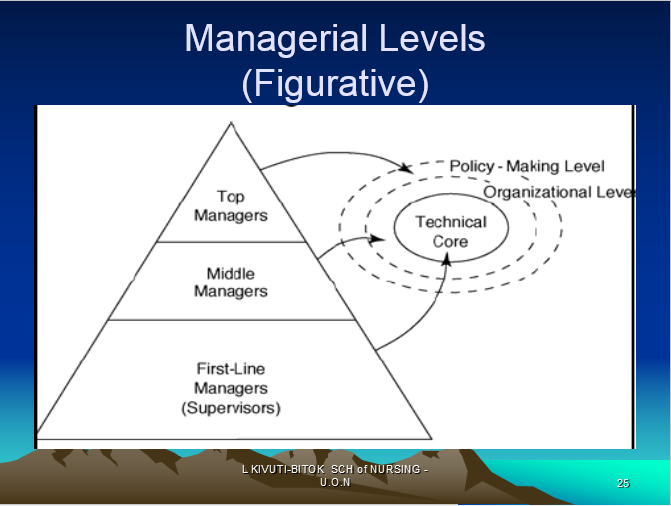 Managerial Levels
(Figurative)
Policy - Making Level
Organizational Leve
Top
Managers
Technical
Core
Middle
Managers
First-Line
Managers
(Supervisors)
L KIVUTI-BITOK SCH of NURSING -
U.O.N
25